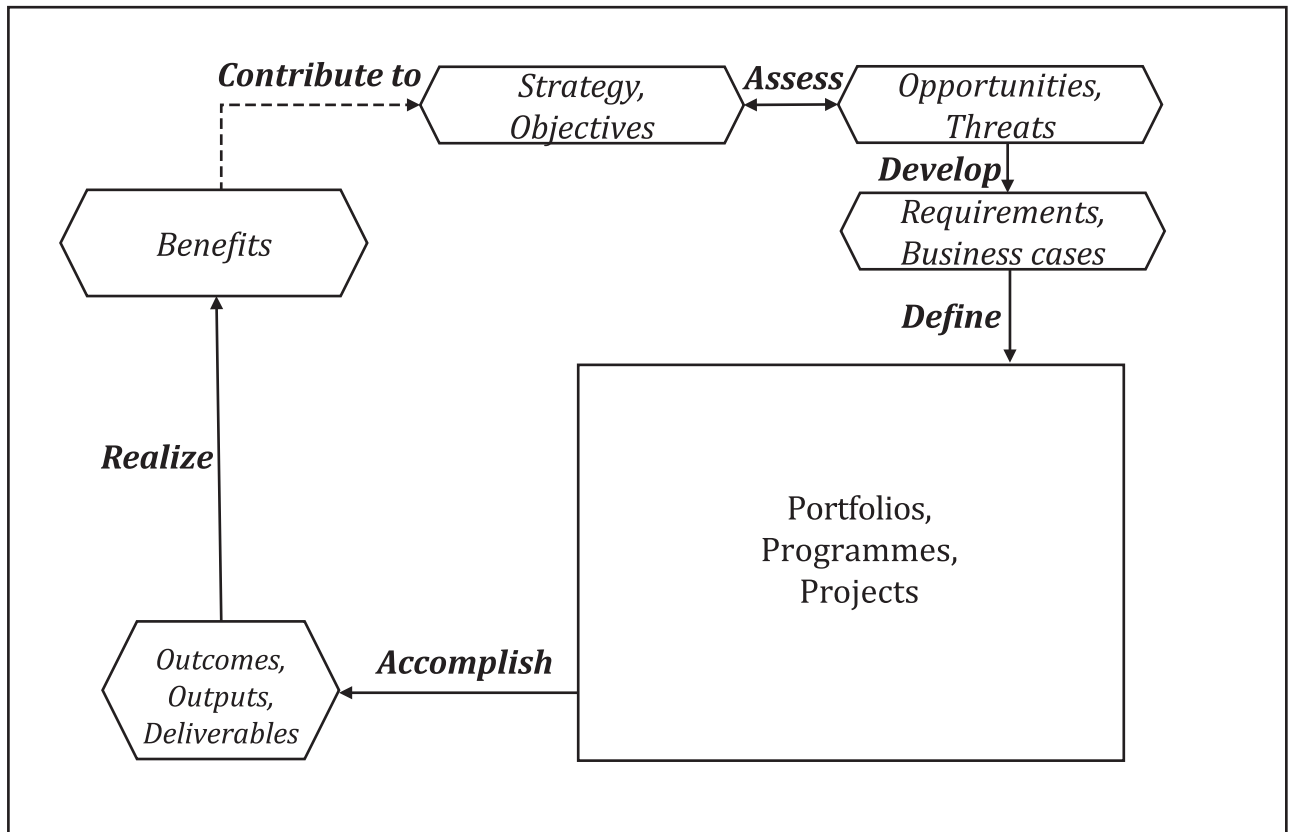 Contribute to
Strategy,
Objectives
Assess
Opportunities,
Threats
Develop
Requirements,
Business cases
Define
Benefits
Realize
Portfolios,
Programmes,
Projects
Accomplish
Outcomes,
Outputs,
Deliverables